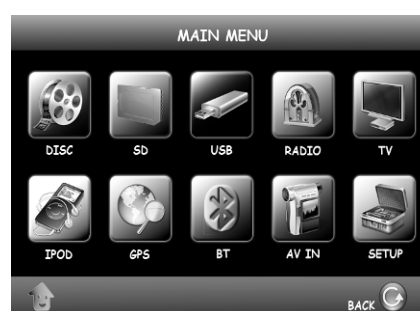 MAIN MENU
DISC SD USB RADIO TV
IPOD GPS BT AV IN SETUP
BACK